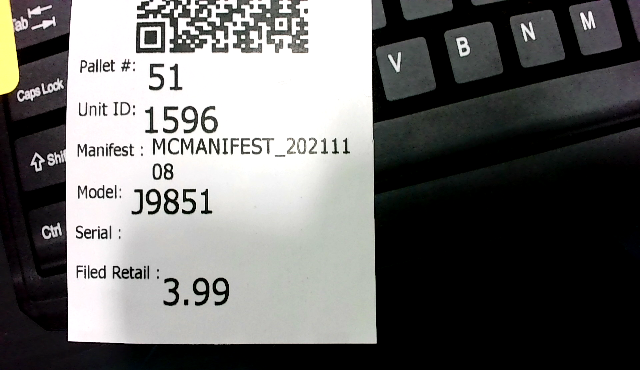 Tab
Caps Lock
Shi
Ctrl
V
B
N
M
Pallet #: 51
Unit ID: 1596
Manifest : MCMANIFEST_202111
08
Model: J9851
Serial :
Filed Retail : 3.99